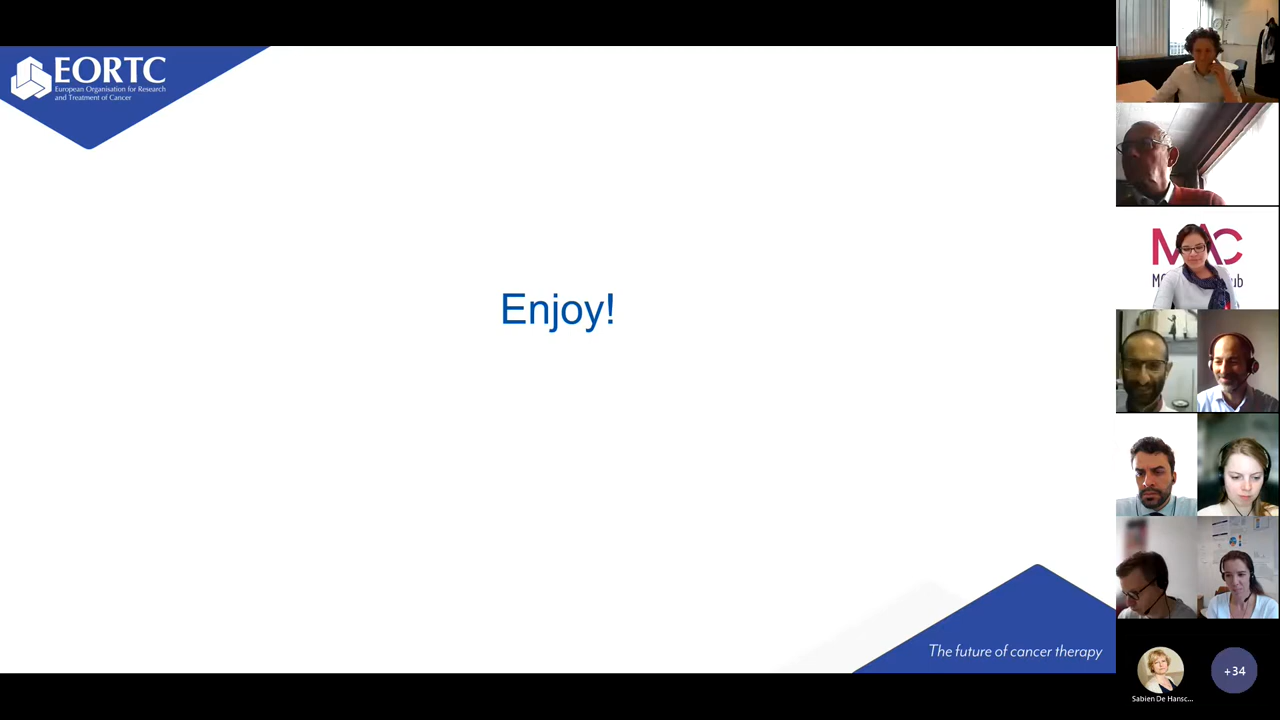 EORTC
European Organisation for Research
and Treatment of Cancer
Enjoy!
The future of cancer therapy
MAC
Sabien De Hansc...
+34